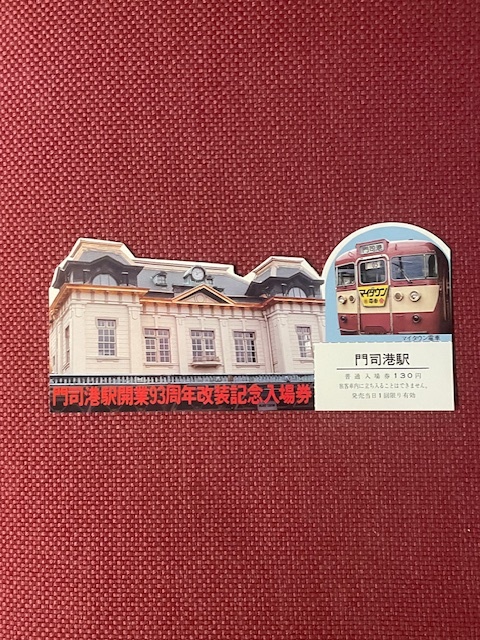 門司港駅開業93周年改装記念入場券
門司港
マイタウン
電車
マイタウン電車
門司港駅
普通入場券 130円
旅客車内に立ち入ることはできません。
発売当日1回限り有効